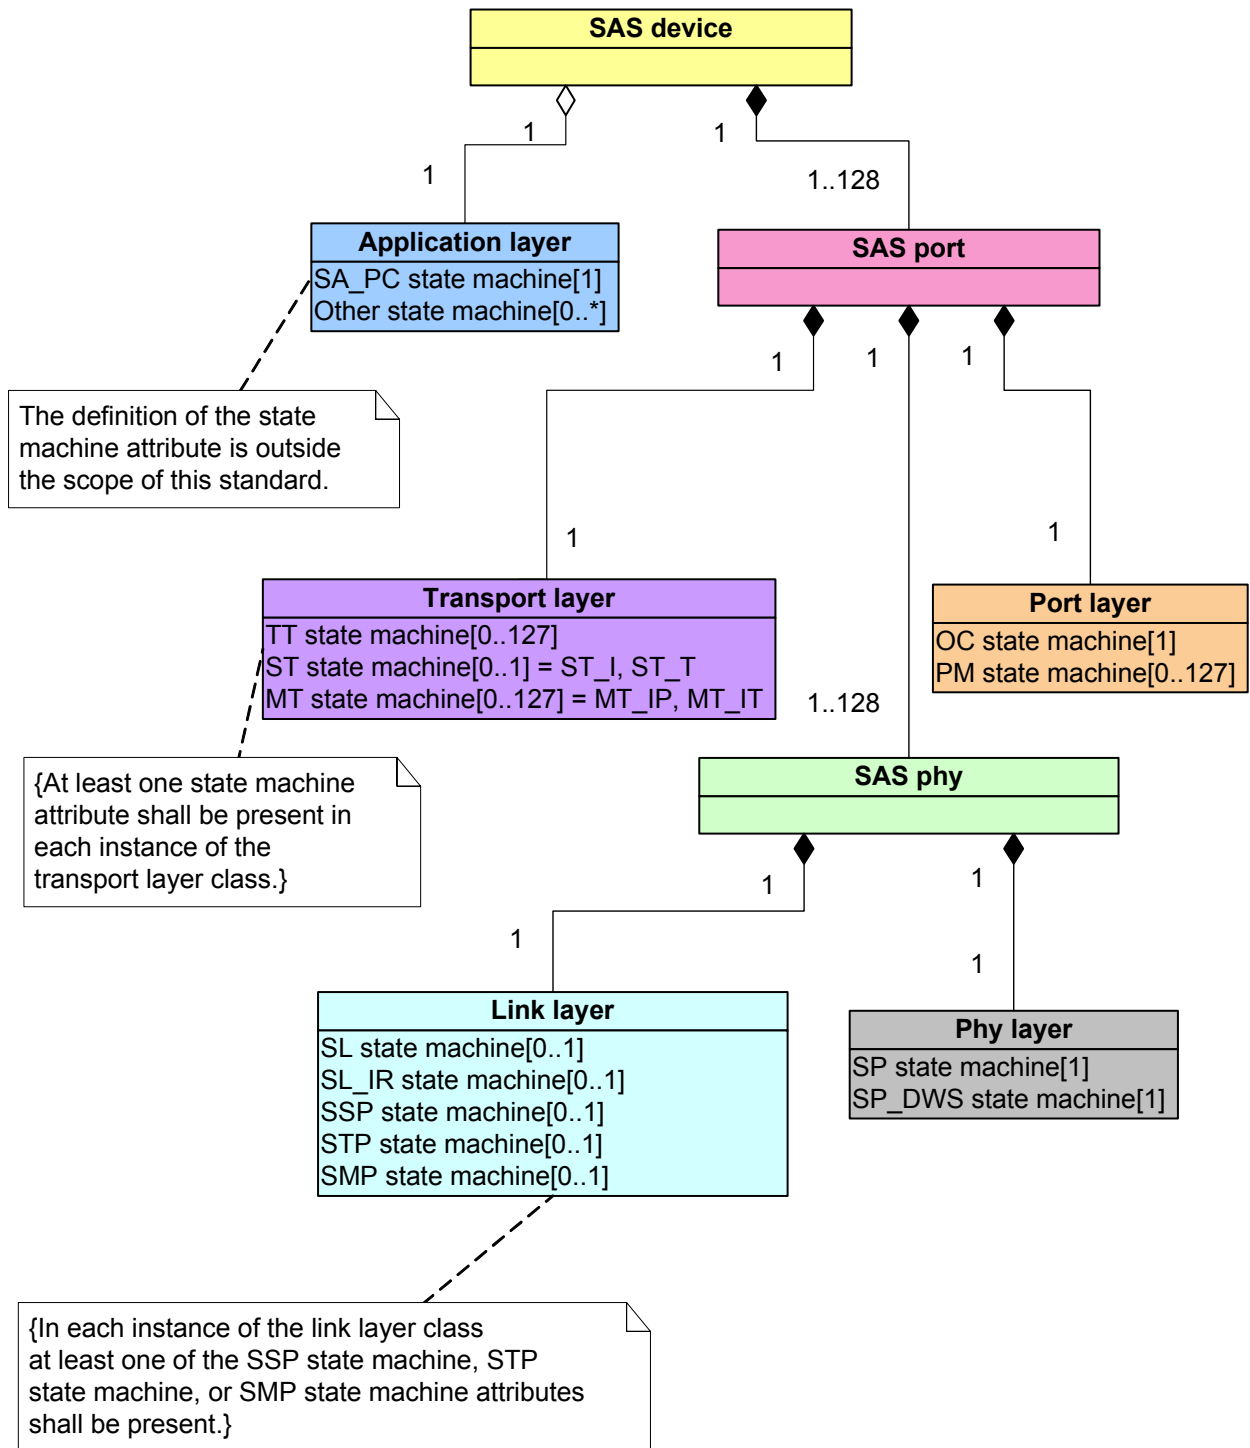 SAS device
1
1
1
1..128
Application layer
SA_PC state machine[1]
Other state machine[0..*]
SAS port
1
1
1
The definition of the state
machine attribute is outside
the scope of this standard.
1
1
Transport layer
TT state machine[0..127]
ST state machine[0..1] = ST_I, ST_T
MT state machine[0..127] = MT_IP, MT_IT
Port layer
OC state machine[1]
PM state machine[0..127]
1..128
{At least one state machine
attribute shall be present in
each instance of the
transport layer class.}
SAS phy
1
1
1
1
Link layer
SL state machine[0..1]
SL_IR state machine[0..1]
SSP state machine[0..1]
STP state machine[0..1]
SMP state machine[0..1]
Phy layer
SP state machine[1]
SP_DWS state machine[1]
{In each instance of the link layer class
at least one of the SSP state machine, STP
state machine, or SMP state machine attributes
shall be present.}